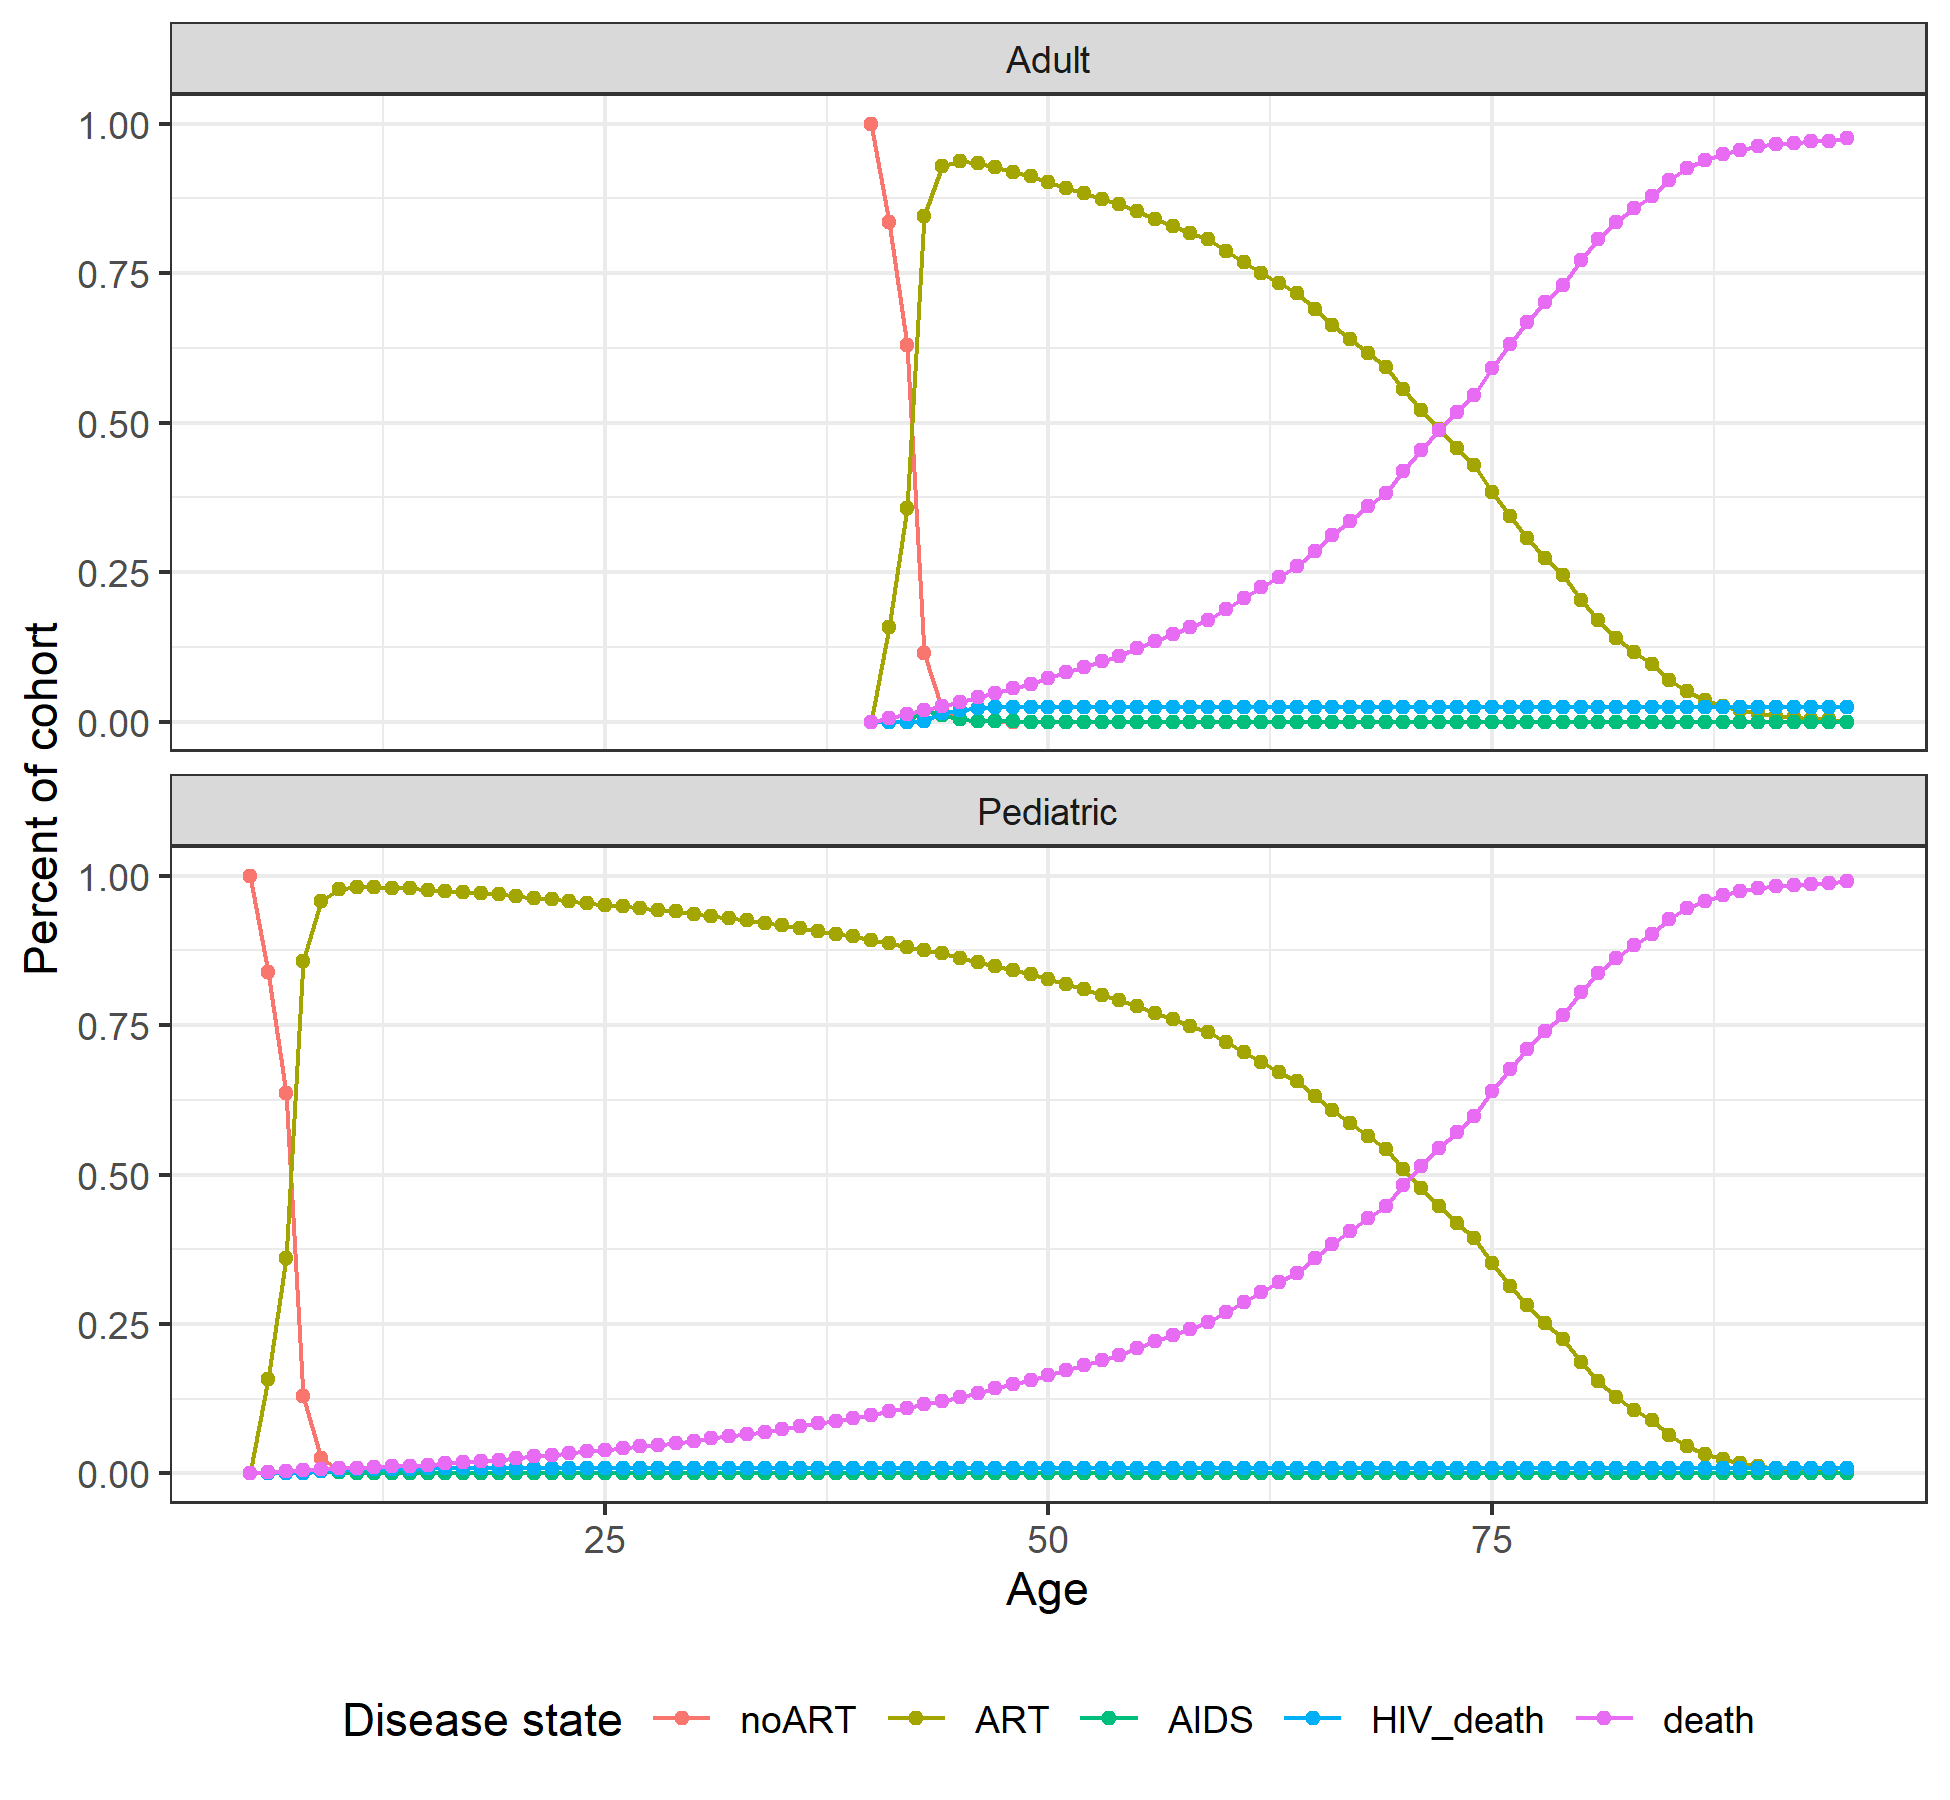 Adult
1.00
0.75
0.50
0.25
0.00
Pediatric
1.00
0.75
0.50
0.25
0.00
Percent of cohort
25 50 75
Age
Disease state noART ART AIDS HIV_death death